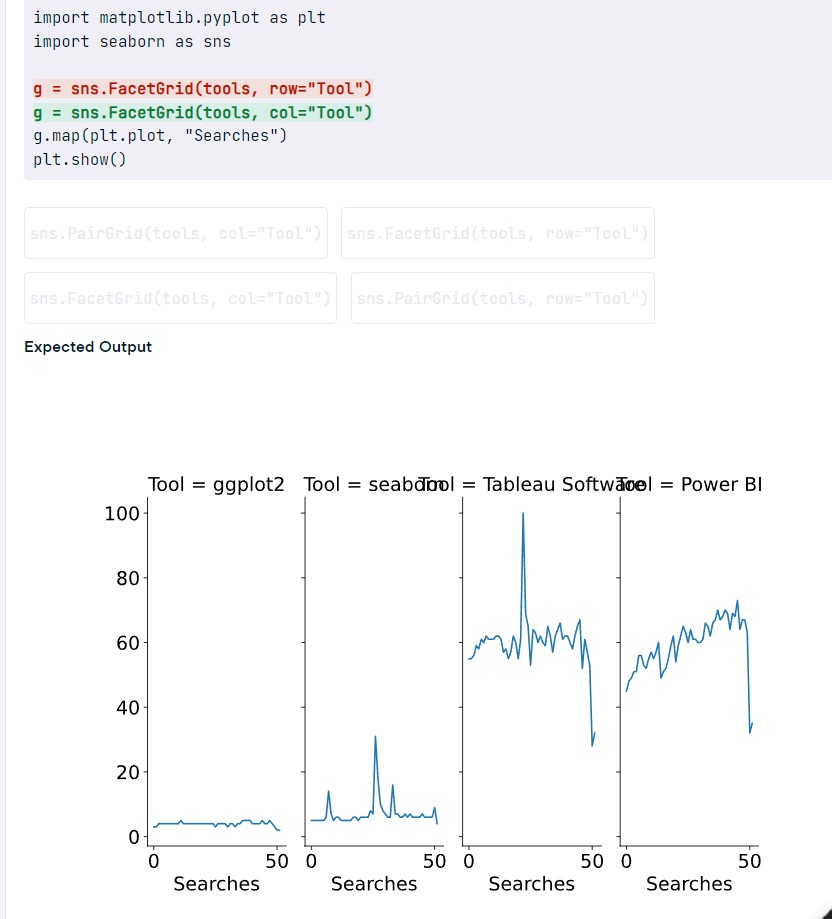 import matplotlib.pyplot as plt
import seaborn as sns
g = sns.FacetGrid(tools, row="Tool")
g = sns.FacetGrid(tools, col="Tool")
g.map(plt.plot, "Searches")
plt.show()
sns.PairGrid(tools, col="Tool") sns.FacetGrid(tools, row="Tool")
sns.FacetGrid(tools, col="Tool") sns.PairGrid(tools, row="Tool")
Expected Output
Tool = ggplot2 Tool = seaborn Tool = Tableau Software Tool = Power BI
100
80
60
40
20
0
0 50 0 50 0 50 0 50
Searches Searches Searches Searches